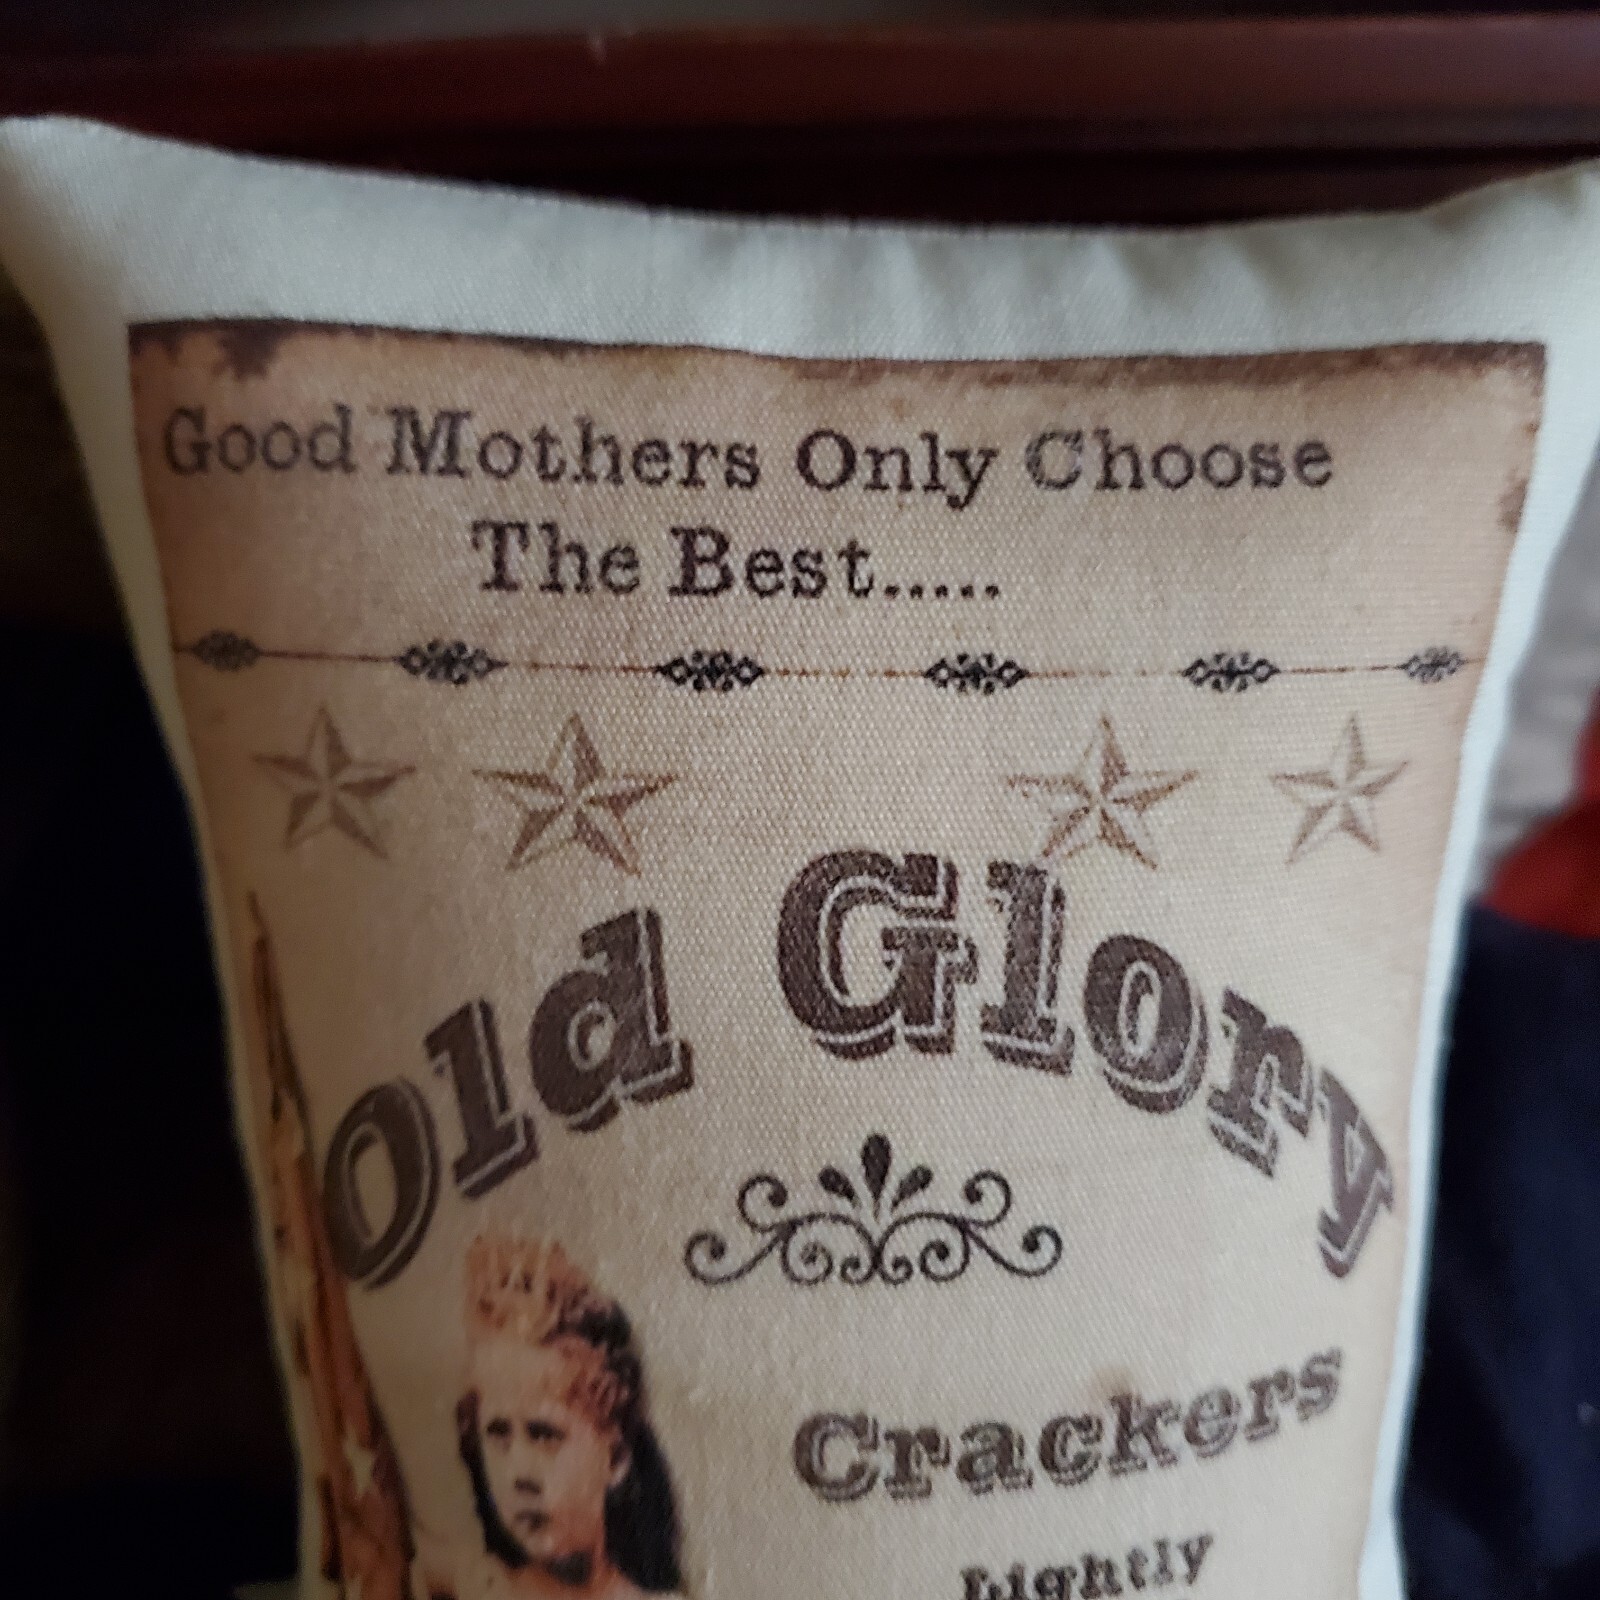 Good Mothers Only Choose
The Best.....
Old Glory
Crackers
Lightly